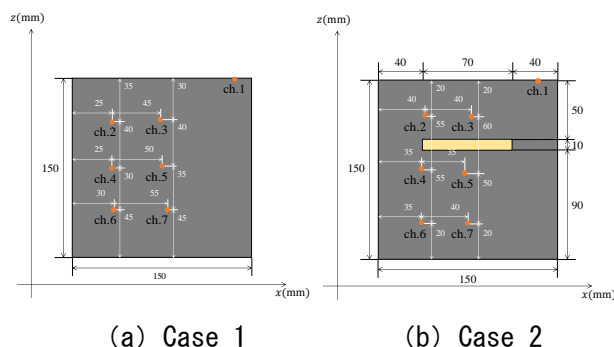 z(mm)
z(mm)
40 70 40
35 30
ch.1
20 20
ch.1
25 45
40 40
50
ch.2 ch.3
40 40
ch.2 ch.3
55 60
10
150
25 50
150
35 35
ch.4 ch.5
30 35
ch.4 ch.5
55 50
90
30 55
35 40
ch.6 ch.7
45 45
ch.6 ch.7
20 20
150
150
x(mm)
x(mm)
(a) Case 1 (b) Case 2